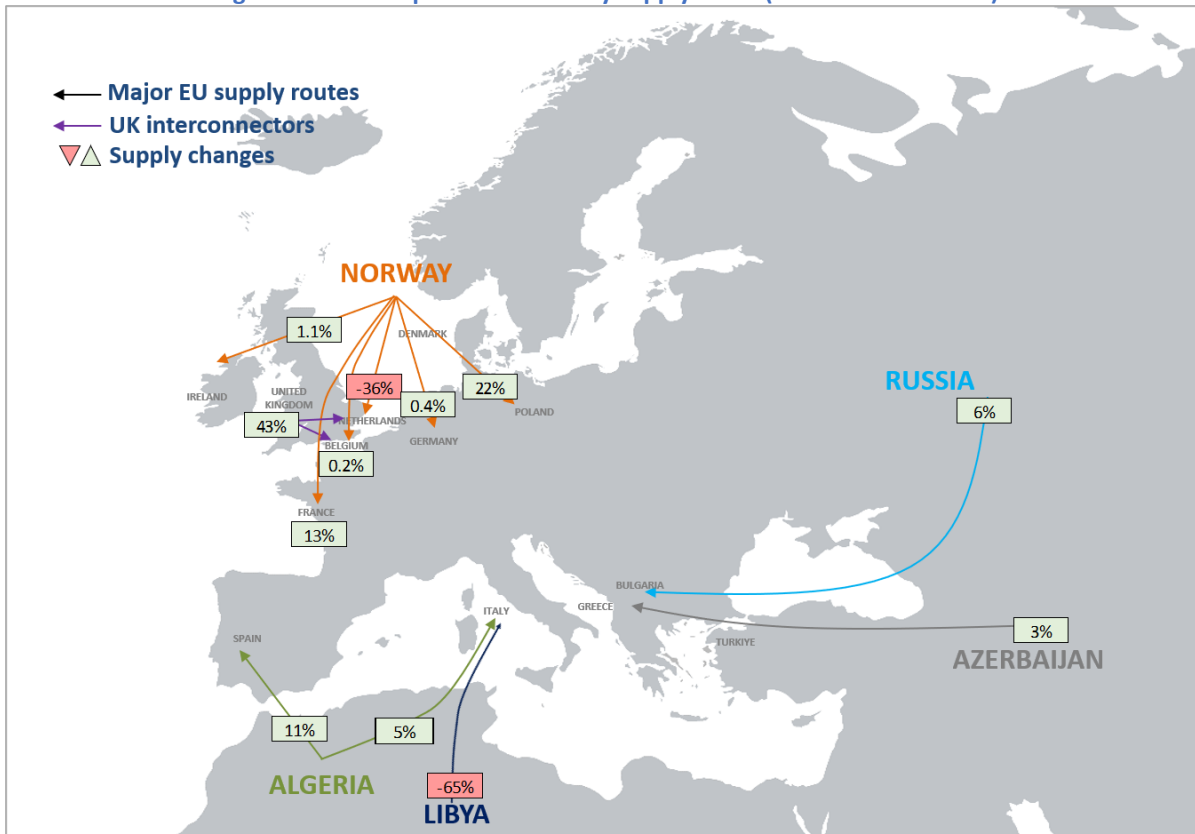 Major EU supply routes
UK interconnectors
Supply changes
NORWAY
1.1%
DENMARK
RUSSIA
-36%
22%
IRELAND
UNITED
KINGDOM
0.4%
POLAND
6%
43%
NETHERLANDS
GERMANY
BELGIUM
0.2%
FRANCE
13%
BULGARIA
GREECE
ITALY
SPAIN
TURKIYE
3%
AZERBAIJAN
11%
5%
ALGERIA
-65%
LIBYA